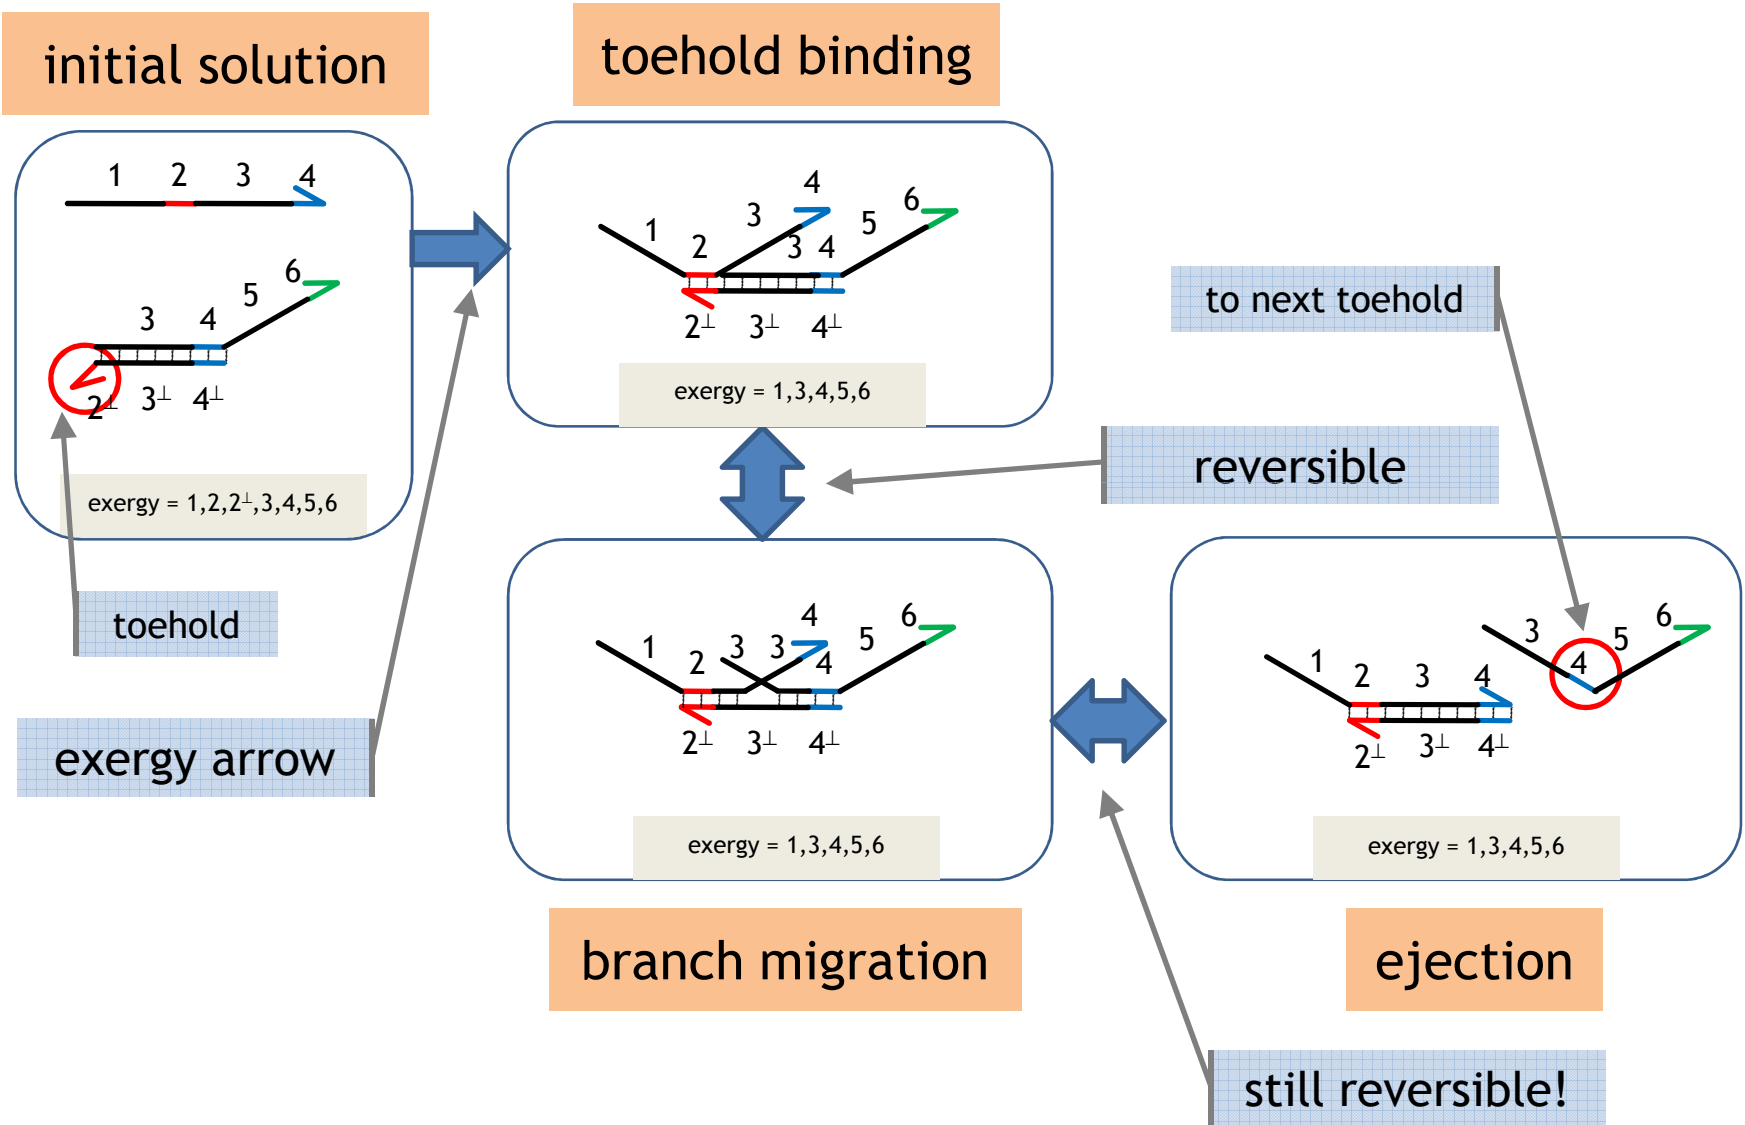 initial solution
toehold binding
1 2 3 4
6
5
3 4
2⊥ 3⊥ 4⊥
exergy = 1,2,2⊥,3,4,5,6
toehold
exergy arrow
4
6
3
5
1
2 3 4
2⊥ 3⊥ 4⊥
exergy = 1,3,4,5,6
to next toehold
reversible
4 6
1 3 3 5
2 4
2⊥ 3⊥ 4⊥
exergy = 1,3,4,5,6
branch migration
3 6
5
1 4
2 3 4
2⊥ 3⊥ 4⊥
exergy = 1,3,4,5,6
ejection
still reversible!